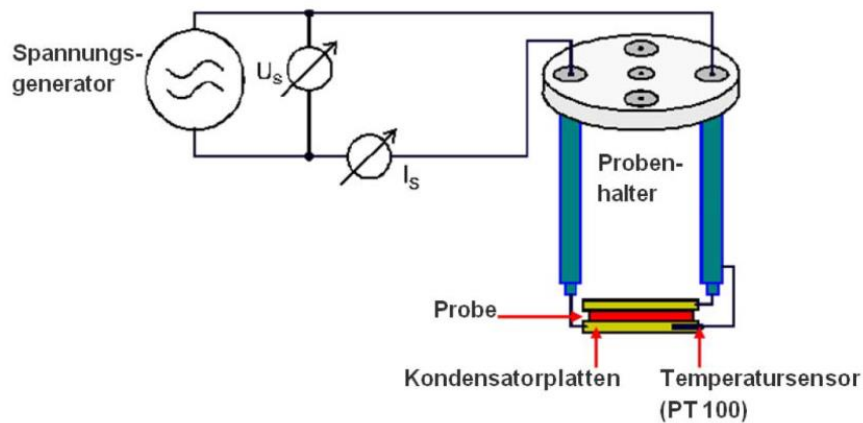 Spannungs-
generator
U_S
I_S
Proben-
halter
Probe
Kondensatorplatten
Temperatursensor
(PT 100)